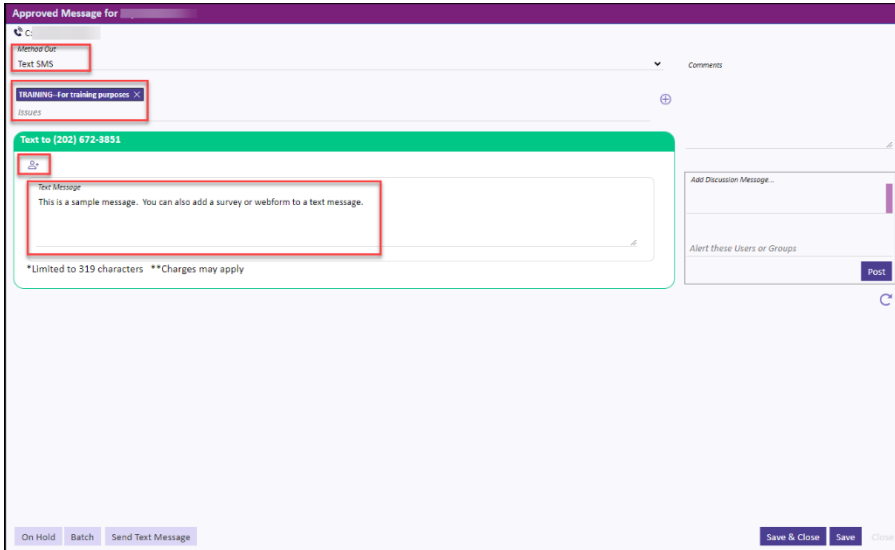 Approved Message for
C:
Method Out
Text SMS
Comments
TRAINING--For training purposes ×
Issues
Text to (202) 672-3851
Text Message
This is a sample message.  You can also add a survey or webform to a text message.
*Limited to 319 characters  **Charges may apply
Add Discussion Message...
Alert these Users or Groups
Post
On Hold
Batch
Send Text Message
Save & Close
Save
Close